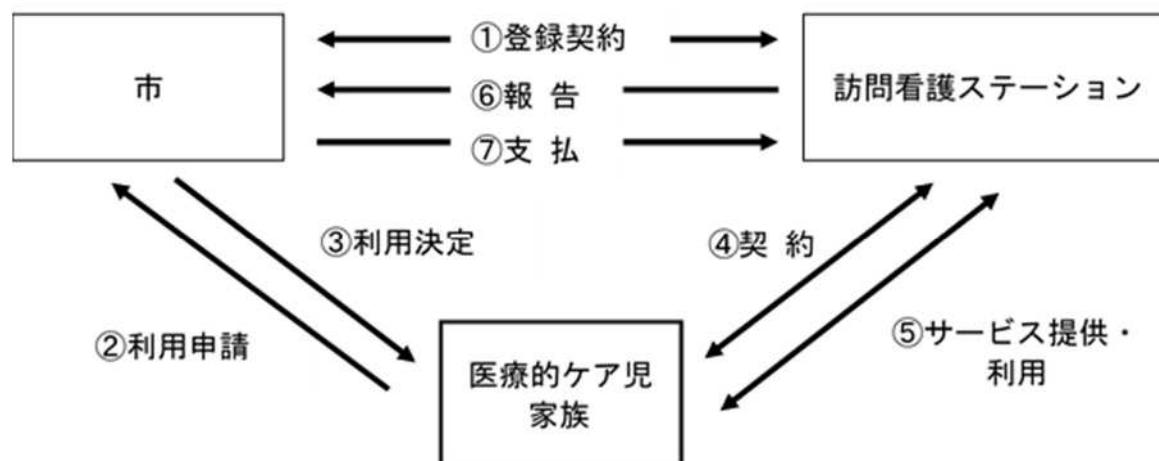 市
①登録契約
⑥報 告
⑦支 払
訪問看護ステーション
③利用決定
④契 約
②利用申請
⑤サービス提供・
利用
医療的ケア児
家族